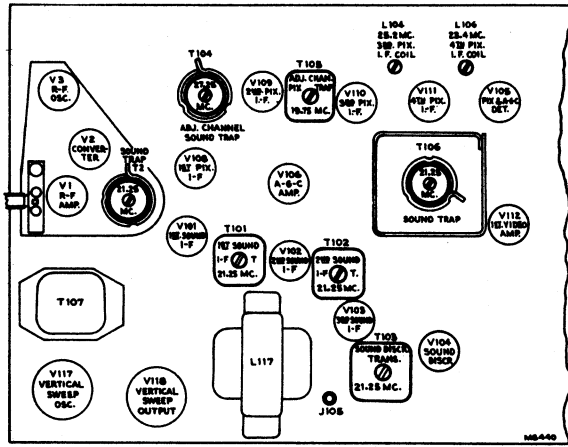 L104
25.2 MC.
3RD. PIX.
I.F. COIL
L106
23.4 MC.
4TH PIX.
I.F. COIL
T104
27.25
MC.
ADJ. CHANNEL
SOUND TRAP
V3
R-F
OSC.
V109
2ND PIX.
I-F.
T105
ADJ. CHAN.
PIX TRAP
19.75 MC.
V110
3RD PIX.
I-F.
V111
4TH PIX.
I-F.
V105
PIX & A-G-C
DET.
V2
CONVER-
TER
SOUND
TRAP
T2
21.25
MC.
V1
R-F
AMP.
V108
1ST PIX.
I-F
V106
A-G-C
AMP.
T106
21.25
MC.
SOUND TRAP
V112
1ST. VIDEO
AMP.
V101
1ST. SOUND
I-F
T101
1ST SOUND
I-F T.
21.25 MC.
V102
2ND SOUND
I-F
T102
2ND SOUND
I-F T.
21.25 MC.
T107
V103
3RD SOUND
I-F
T103
SOUND DISCR.
TRANS.
21.25 MC.
V104
SOUND
DISCR.
L117
V117
VERTICAL
SWEEP
OSC.
V118
VERTICAL
SWEEP
OUTPUT
J105
MS440